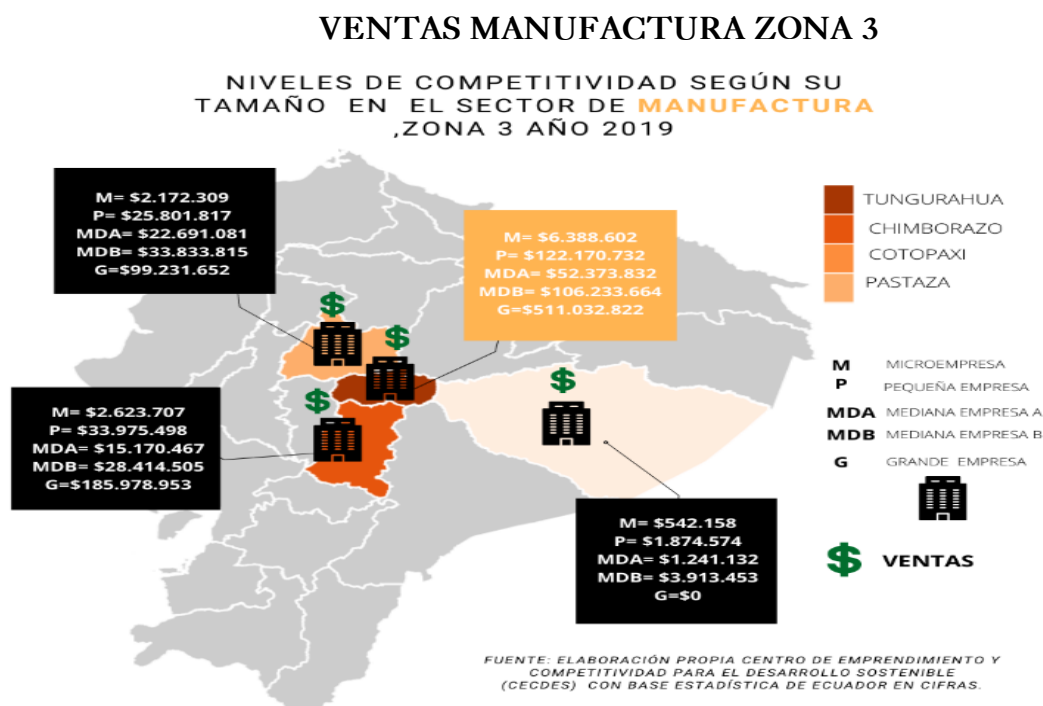 VENTAS MANUFACTURA ZONA 3
NIVELES DE COMPETITIVIDAD SEGÚN SU
TAMAÑO EN EL SECTOR DE MANUFACTURA
,ZONA 3 AÑO 2019
M= $2.172.309
P= $25.801.817
MDA= $22.691.081
MDB= $33.833.815
G=$99.231.652
M= $6.388.602
P= $122.170.732
MDA= $52.373.832
MDB= $106.233.664
G=$511.032.822
TUNGURAHUA
CHIMBORAZO
COTOPAXI
PASTAZA
$
$
$
$
M MICROEMPRESA
P PEQUEÑA EMPRESA
MDA MEDIANA EMPRESA A
MDB MEDIANA EMPRESA B
G GRANDE EMPRESA
M= $2.623.707
P= $33.975.498
MDA= $15.170.467
MDB= $28.414.505
G=$185.978.953
M= $542.158
P= $1.874.574
MDA= $1.241.132
MDB= $3.913.453
G=$0
$ VENTAS
FUENTE: ELABORACIÓN PROPIA CENTRO DE EMPRENDIMIENTO Y
COMPETITIVIDAD PARA EL DESARROLLO SOSTENIBLE
(CECDES) CON BASE ESTADÍSTICA DE ECUADOR EN CIFRAS.